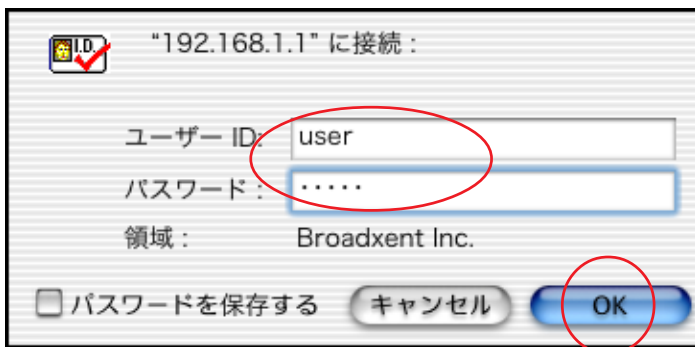 I.D.
“192.168.1.1” に接続 :
ユーザー ID: user
パスワード : •••••
領域 : Broadxent Inc.
パスワードを保存する キャンセル OK